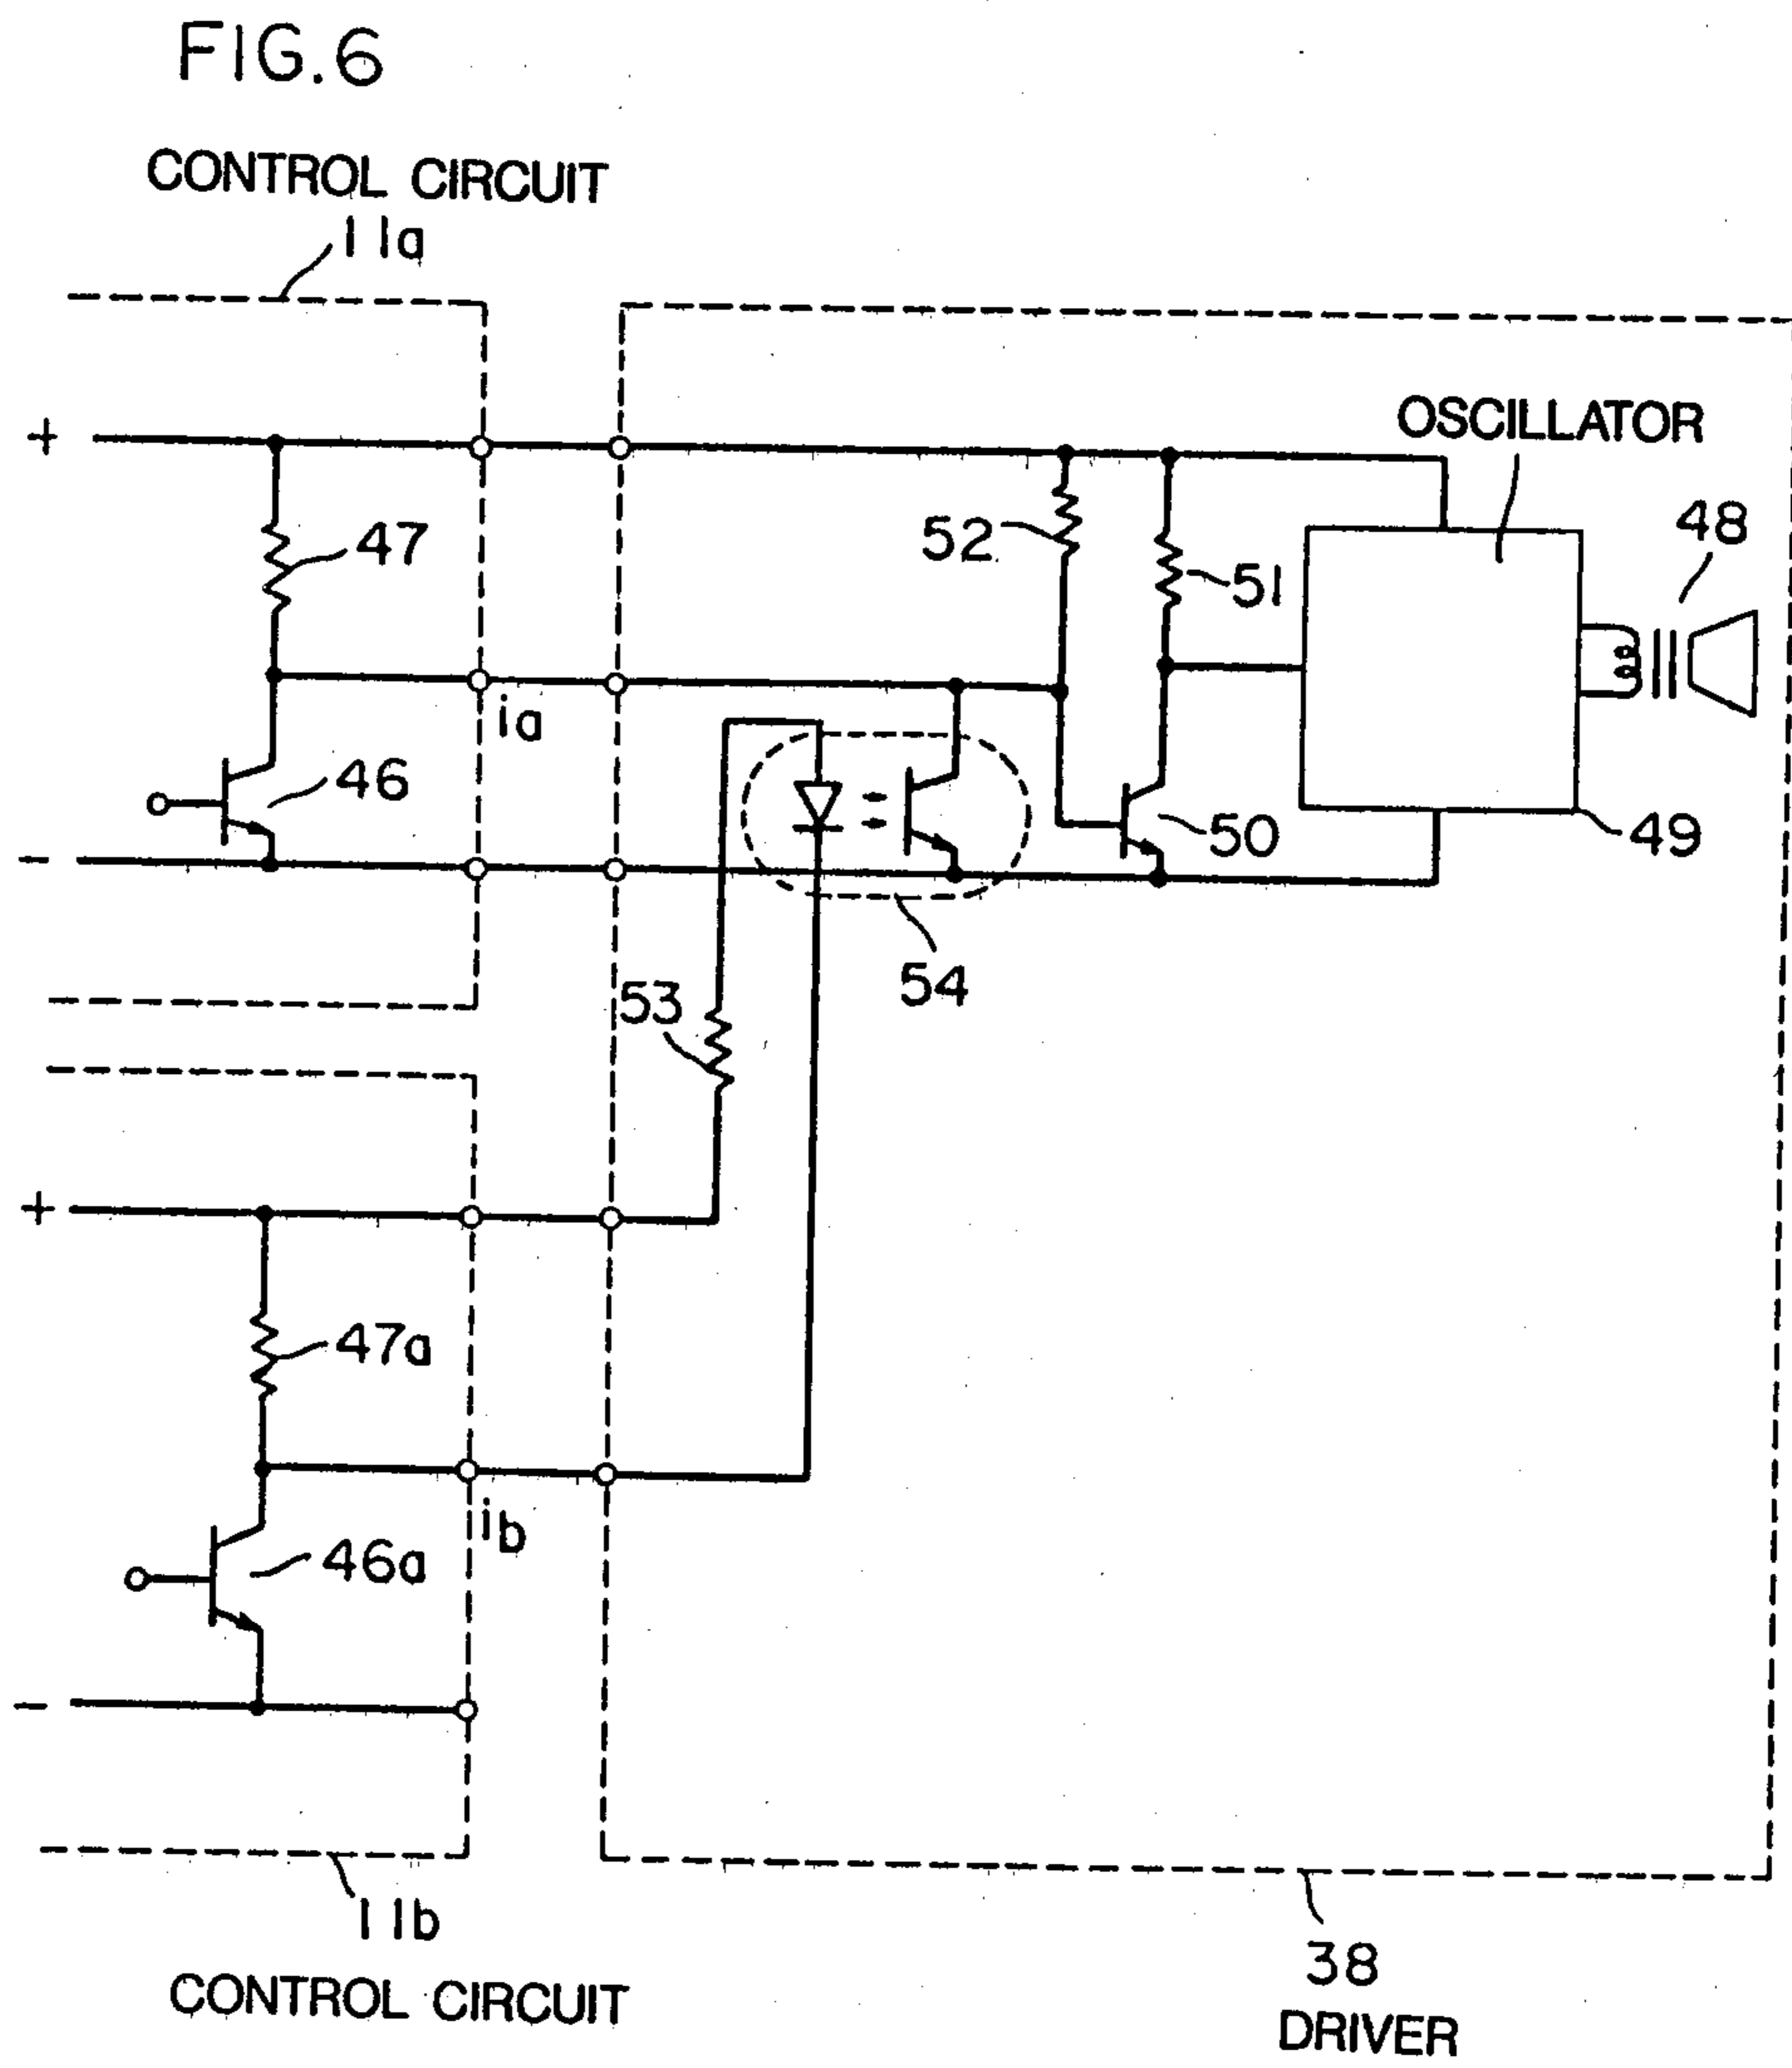 FIG.6
CONTROL CIRCUIT
11a
+
OSCILLATOR
47
52
51
48
ia
46
50
49
-
54
53
+
47a
ib
46a
-
11b
CONTROL CIRCUIT
38
DRIVER